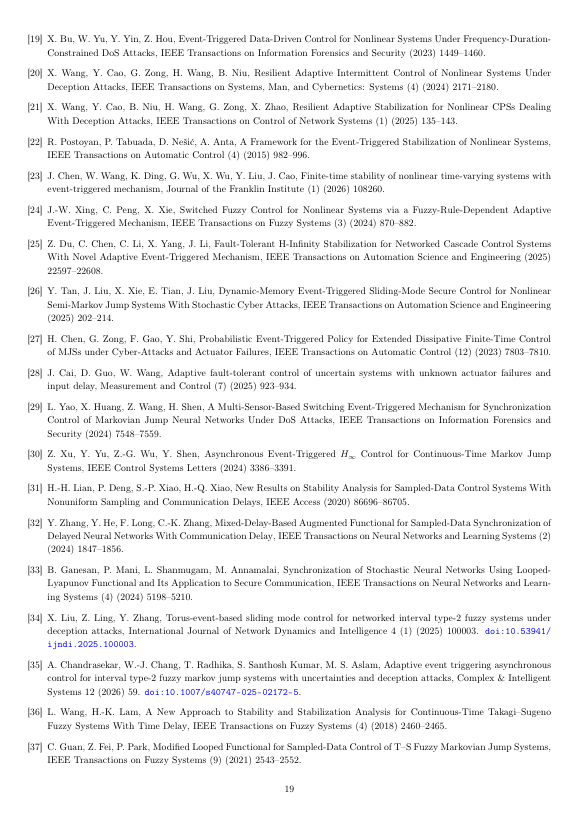 [19] X. Bu, W. Yu, Y. Yin, Z. Hou, Event-Triggered Data-Driven Control for Nonlinear Systems Under Frequency-Duration-
Constrained DoS Attacks, IEEE Transactions on Information Forensics and Security (2023) 1449–1460.
[20] X. Wang, Y. Cao, G. Zong, H. Wang, B. Niu, Resilient Adaptive Intermittent Control of Nonlinear Systems Under
Deception Attacks, IEEE Transactions on Systems, Man, and Cybernetics: Systems (4) (2024) 2171–2180.
[21] X. Wang, Y. Cao, B. Niu, H. Wang, G. Zong, X. Zhao, Resilient Adaptive Stabilization for Nonlinear CPSs Dealing
With Deception Attacks, IEEE Transactions on Control of Network Systems (1) (2025) 135–143.
[22] R. Postoyan, P. Tabuada, D. Nešić, A. Anta, A Framework for the Event-Triggered Stabilization of Nonlinear Systems,
IEEE Transactions on Automatic Control (4) (2015) 982–996.
[23] J. Chen, W. Wang, K. Ding, G. Wu, X. Wu, Y. Liu, J. Cao, Finite-time stability of nonlinear time-varying systems with
event-triggered mechanism, Journal of the Franklin Institute (1) (2026) 108260.
[24] J.-W. Xing, C. Peng, X. Xie, Switched Fuzzy Control for Nonlinear Systems via a Fuzzy-Rule-Dependent Adaptive
Event-Triggered Mechanism, IEEE Transactions on Fuzzy Systems (3) (2024) 870–882.
[25] Z. Du, C. Chen, C. Li, X. Yang, J. Li, Fault-Tolerant H-Infinity Stabilization for Networked Cascade Control Systems
With Novel Adaptive Event-Triggered Mechanism, IEEE Transactions on Automation Science and Engineering (2025)
22597–22608.
[26] Y. Tan, J. Liu, X. Xie, E. Tian, J. Liu, Dynamic-Memory Event-Triggered Sliding-Mode Secure Control for Nonlinear
Semi-Markov Jump Systems With Stochastic Cyber Attacks, IEEE Transactions on Automation Science and Engineering
(2025) 202–214.
[27] H. Chen, G. Zong, F. Gao, Y. Shi, Probabilistic Event-Triggered Policy for Extended Dissipative Finite-Time Control
of MJSs under Cyber-Attacks and Actuator Failures, IEEE Transactions on Automatic Control (12) (2023) 7803–7810.
[28] J. Cai, D. Guo, W. Wang, Adaptive fault-tolerant control of uncertain systems with unknown actuator failures and
input delay, Measurement and Control (7) (2025) 923–934.
[29] L. Yao, X. Huang, Z. Wang, H. Shen, A Multi-Sensor-Based Switching Event-Triggered Mechanism for Synchronization
Control of Markovian Jump Neural Networks Under DoS Attacks, IEEE Transactions on Information Forensics and
Security (2024) 7548–7559.
[30] Z. Xu, Y. Yu, Z.-G. Wu, Y. Shen, Asynchronous Event-Triggered H∞ Control for Continuous-Time Markov Jump
Systems, IEEE Control Systems Letters (2024) 3386–3391.
[31] H.-H. Lian, P. Deng, S.-P. Xiao, H.-Q. Xiao, New Results on Stability Analysis for Sampled-Data Control Systems With
Nonuniform Sampling and Communication Delays, IEEE Access (2020) 86696–86705.
[32] Y. Zhang, Y. He, F. Long, C.-K. Zhang, Mixed-Delay-Based Augmented Functional for Sampled-Data Synchronization of
Delayed Neural Networks With Communication Delay, IEEE Transactions on Neural Networks and Learning Systems (2)
(2024) 1847–1856.
[33] B. Ganesan, P. Mani, L. Shanmugam, M. Annamalai, Synchronization of Stochastic Neural Networks Using Looped-
Lyapunov Functional and Its Application to Secure Communication, IEEE Transactions on Neural Networks and Learn-
ing Systems (4) (2024) 5198–5210.
[34] X. Liu, Z. Ling, Y. Zhang, Torus-event-based sliding mode control for networked interval type-2 fuzzy systems under
deception attacks, International Journal of Network Dynamics and Intelligence 4 (1) (2025) 100003. doi:10.53941/
ijndi.2025.100003.
[35] A. Chandrasekar, W.-J. Chang, T. Radhika, S. Santhosh Kumar, M. S. Aslam, Adaptive event triggering asynchronous
control for interval type-2 fuzzy markov jump systems with uncertainties and deception attacks, Complex & Intelligent
Systems 12 (2026) 59. doi:10.1007/s40747-025-02172-5.
[36] L. Wang, H.-K. Lam, A New Approach to Stability and Stabilization Analysis for Continuous-Time Takagi–Sugeno
Fuzzy Systems With Time Delay, IEEE Transactions on Fuzzy Systems (4) (2018) 2460–2465.
[37] C. Guan, Z. Fei, P. Park, Modified Looped Functional for Sampled-Data Control of T–S Fuzzy Markovian Jump Systems,
IEEE Transactions on Fuzzy Systems (9) (2021) 2543–2552.
19